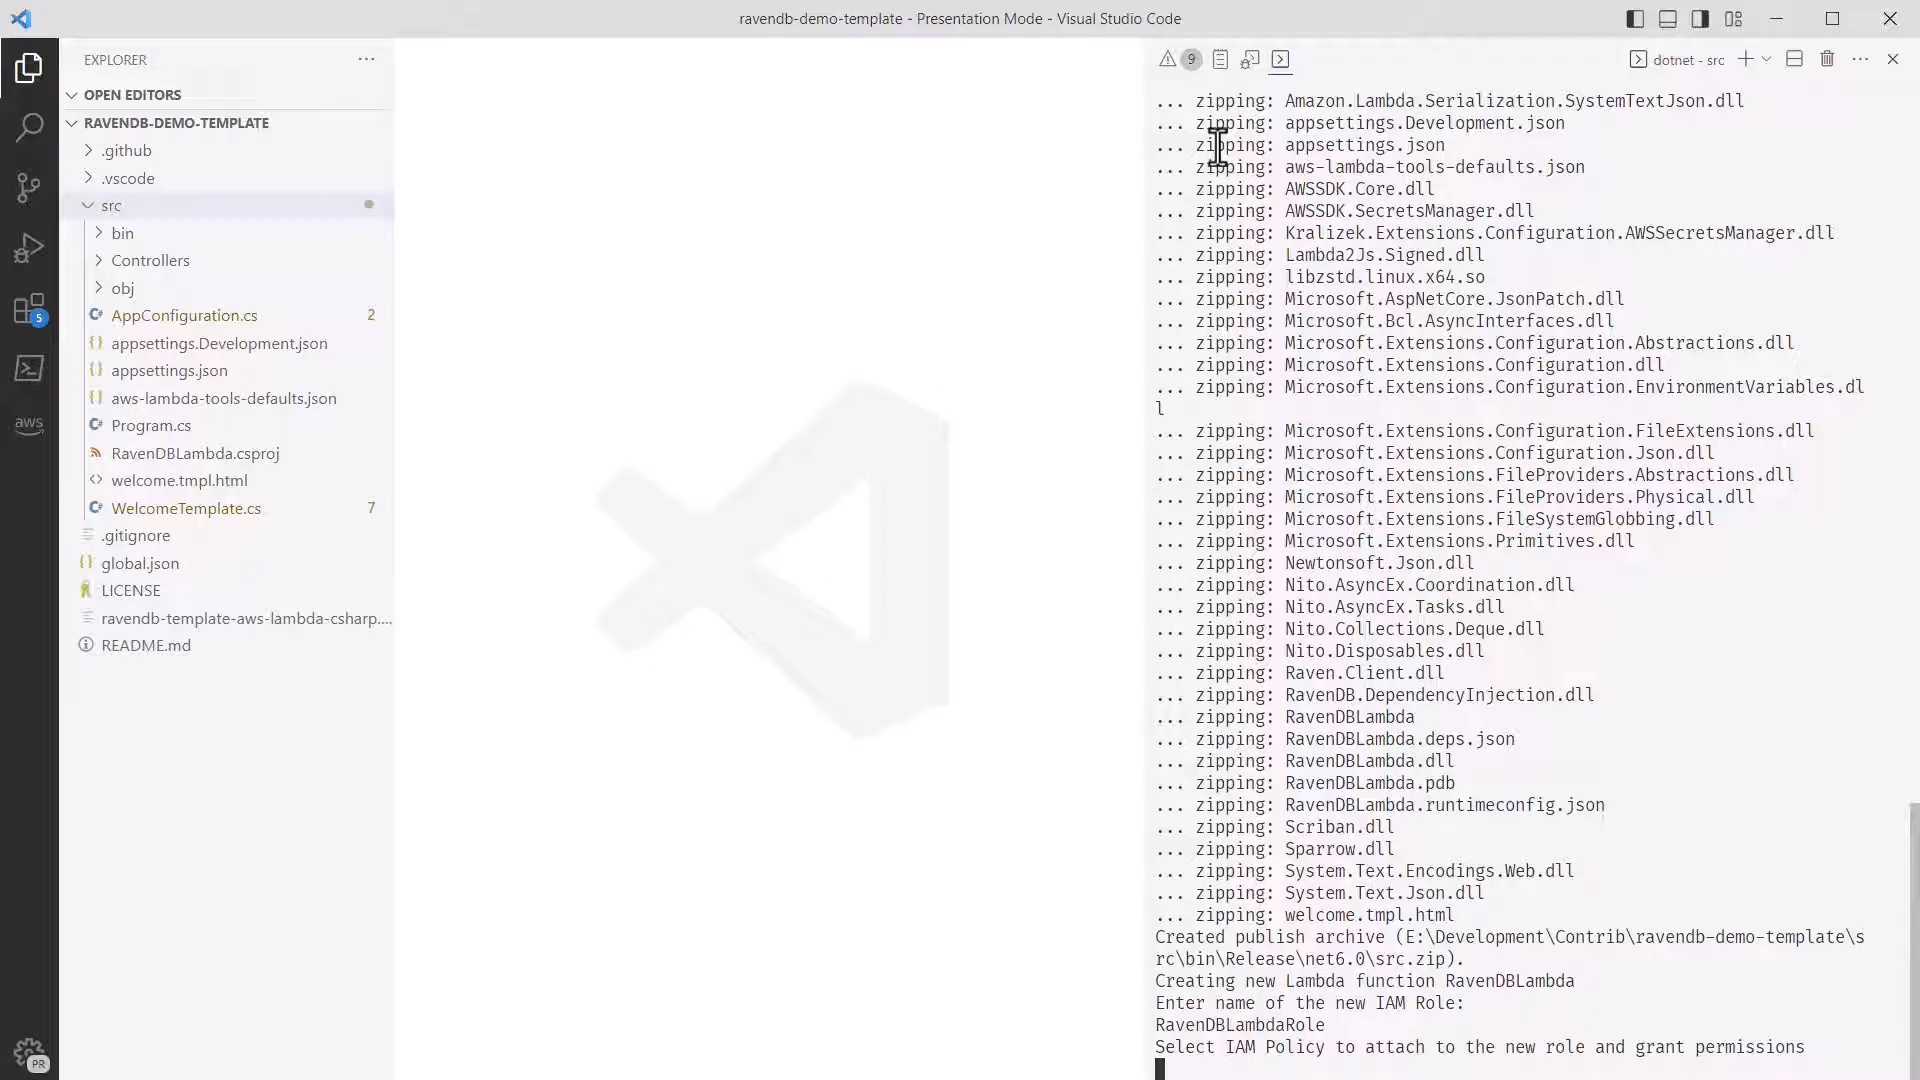 ravendb-demo-template - Presentation Mode - Visual Studio Code
EXPLORER
OPEN EDITORS
RAVENDB-DEMO-TEMPLATE
.github
.vscode
src
bin
Controllers
obj
AppConfiguration.cs 2
appsettings.Development.json
appsettings.json
aws-lambda-tools-defaults.json
Program.cs
RavenDBLambda.csproj
welcome.tmpl.html
WelcomeTemplate.cs 7
.gitignore
global.json
LICENSE
ravendb-template-aws-lambda-csharp....
README.md
5
aws
PR
9
dotnet - src
... zipping: Amazon.Lambda.Serialization.SystemTextJson.dll
... zipping: appsettings.Development.json
... zipping: appsettings.json
... zipping: aws-lambda-tools-defaults.json
... zipping: AWSSDK.Core.dll
... zipping: AWSSDK.SecretsManager.dll
... zipping: Kralizek.Extensions.Configuration.AWSSecretsManager.dll
... zipping: Lambda2Js.Signed.dll
... zipping: libzstd.linux.x64.so
... zipping: Microsoft.AspNetCore.JsonPatch.dll
... zipping: Microsoft.Bcl.AsyncInterfaces.dll
... zipping: Microsoft.Extensions.Configuration.Abstractions.dll
... zipping: Microsoft.Extensions.Configuration.dll
... zipping: Microsoft.Extensions.Configuration.EnvironmentVariables.dl
l
... zipping: Microsoft.Extensions.Configuration.FileExtensions.dll
... zipping: Microsoft.Extensions.Configuration.Json.dll
... zipping: Microsoft.Extensions.FileProviders.Abstractions.dll
... zipping: Microsoft.Extensions.FileProviders.Physical.dll
... zipping: Microsoft.Extensions.FileSystemGlobbing.dll
... zipping: Microsoft.Extensions.Primitives.dll
... zipping: Newtonsoft.Json.dll
... zipping: Nito.AsyncEx.Coordination.dll
... zipping: Nito.AsyncEx.Tasks.dll
... zipping: Nito.Collections.Deque.dll
... zipping: Nito.Disposables.dll
... zipping: Raven.Client.dll
... zipping: RavenDB.DependencyInjection.dll
... zipping: RavenDBLambda
... zipping: RavenDBLambda.deps.json
... zipping: RavenDBLambda.dll
... zipping: RavenDBLambda.pdb
... zipping: RavenDBLambda.runtimeconfig.json
... zipping: Scriban.dll
... zipping: Sparrow.dll
... zipping: System.Text.Encodings.Web.dll
... zipping: System.Text.Json.dll
... zipping: welcome.tmpl.html
Created publish archive (E:\Development\Contrib\ravendb-demo-template\s
rc\bin\Release\net6.0\src.zip).
Creating new Lambda function RavenDBLambda
Enter name of the new IAM Role:
RavenDBLambdaRole
Select IAM Policy to attach to the new role and grant permissions